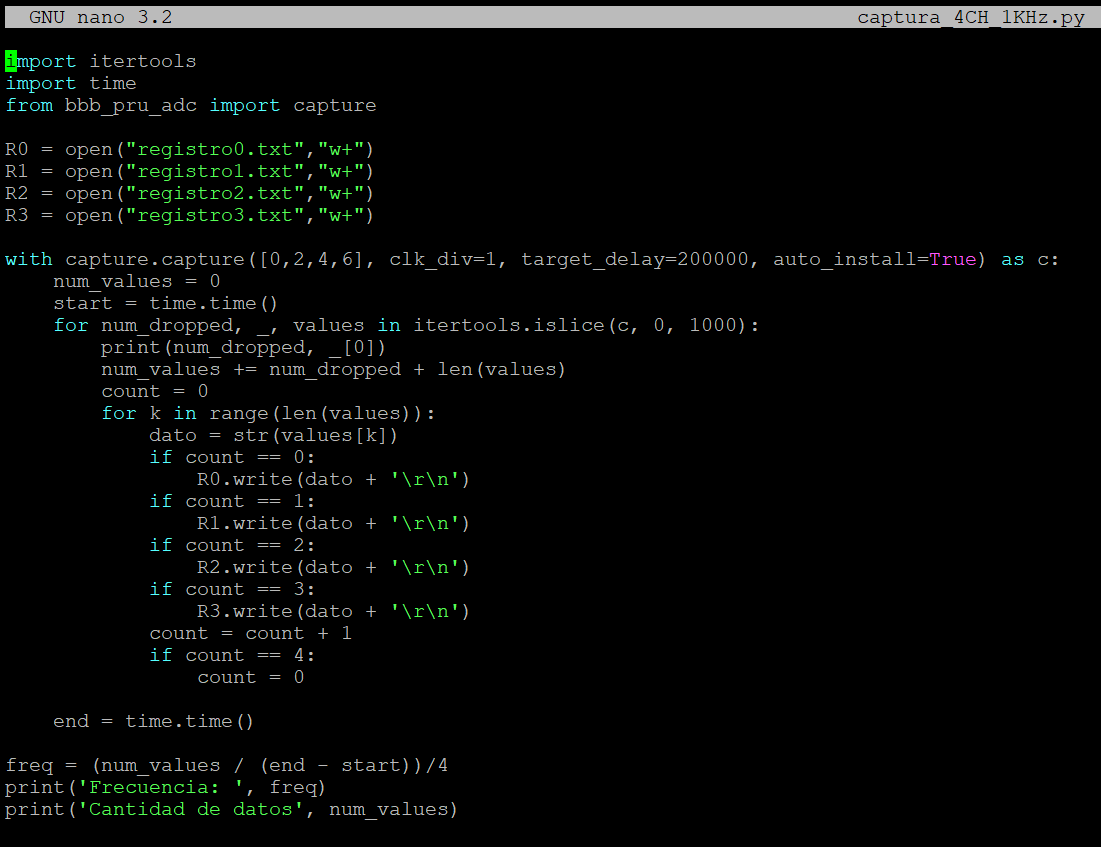 GNU nano 3.2 captura_4CH_1KHz.py
import itertools
import time
from bbb_pru_adc import capture
R0 = open("registro0.txt","w+")
R1 = open("registro1.txt","w+")
R2 = open("registro2.txt","w+")
R3 = open("registro3.txt","w+")
with capture.capture([0,2,4,6], clk_div=1, target_delay=200000, auto_install=True) as c:
    num_values = 0
    start = time.time()
    for num_dropped, _, values in itertools.islice(c, 0, 1000):
        print(num_dropped, _[0])
        num_values += num_dropped + len(values)
        count = 0
        for k in range(len(values)):
            dato = str(values[k])
            if count == 0:
                R0.write(dato + '\r\n')
            if count == 1:
                R1.write(dato + '\r\n')
            if count == 2:
                R2.write(dato + '\r\n')
            if count == 3:
                R3.write(dato + '\r\n')
            count = count + 1
            if count == 4:
                count = 0
    end = time.time()
freq = (num_values / (end - start))/4
print('Frecuencia: ', freq)
print('Cantidad de datos', num_values)